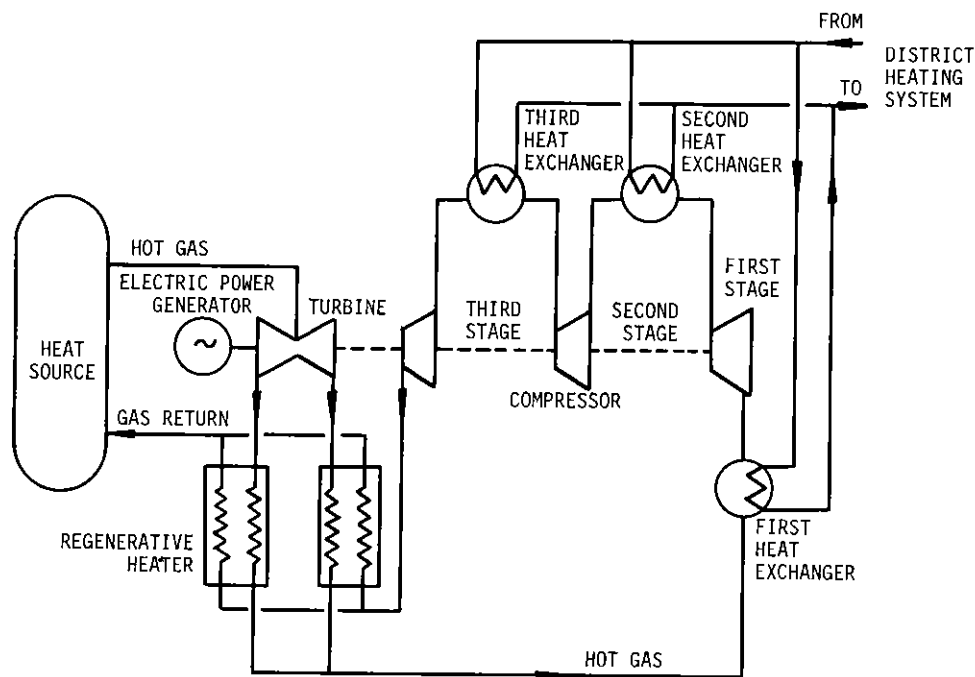 FROM
DISTRICT
HEATING
SYSTEM
TO
THIRD
HEAT
EXCHANGER
SECOND
HEAT
EXCHANGER
HOT GAS
ELECTRIC POWER
GENERATOR
TURBINE
~
HEAT
SOURCE
THIRD
STAGE
SECOND
STAGE
FIRST
STAGE
COMPRESSOR
GAS RETURN
REGENERATIVE
HEATER
FIRST
HEAT
EXCHANGER
HOT GAS